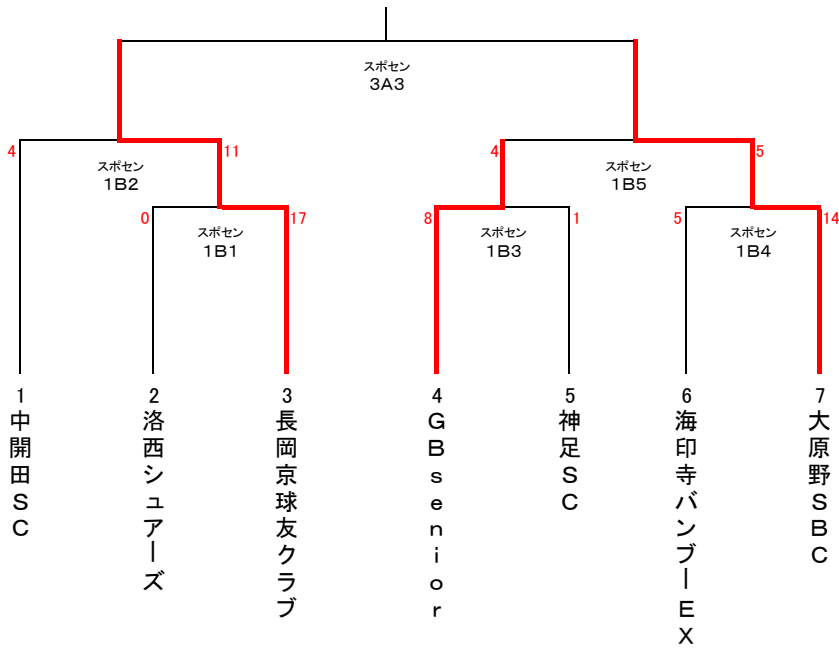 スポセン
3A3
4
11
スポセン
1B2
4
5
スポセン
1B5
0
17
スポセン
1B1
8
1
スポセン
1B3
5
14
スポセン
1B4
1
中開田SC
2
洛西シュアーズ
3
長岡京球友クラブ
4
GBsenior
5
神足SC
6
海印寺バンブーEX
7
大原野SBC